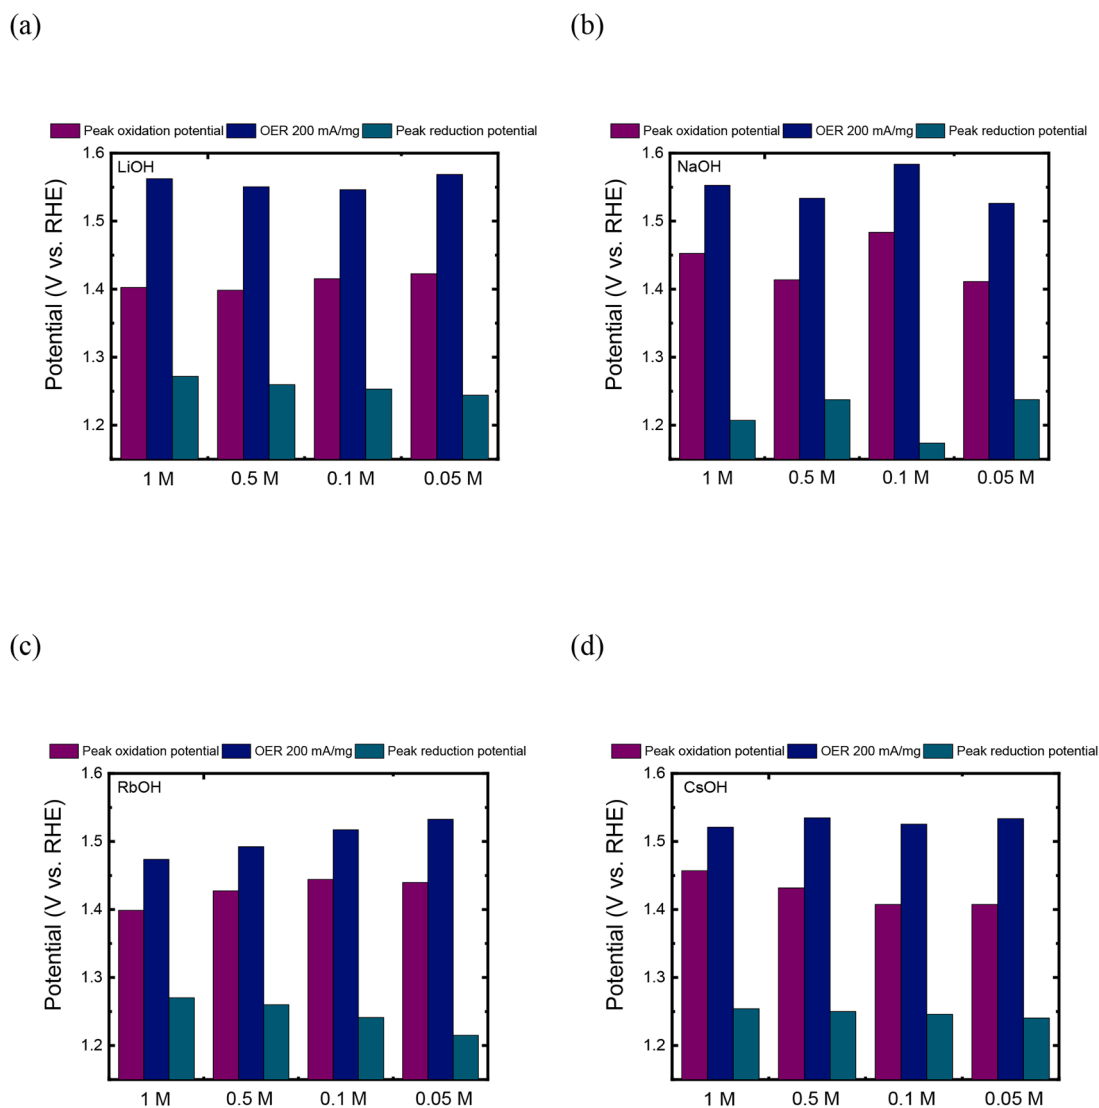 (a)
Peak oxidation potential OER 200 mA/mg Peak reduction potential
LiOH
Potential (V vs. RHE)
1.6
1.5
1.4
1.3
1.2
1 M 0.5 M 0.1 M 0.05 M
(b)
Peak oxidation potential OER 200 mA/mg Peak reduction potential
NaOH
Potential (V vs. RHE)
1.6
1.5
1.4
1.3
1.2
1 M 0.5 M 0.1 M 0.05 M
(c)
Peak oxidation potential OER 200 mA/mg Peak reduction potential
RbOH
Potential (V vs. RHE)
1.6
1.5
1.4
1.3
1.2
1 M 0.5 M 0.1 M 0.05 M
(d)
Peak oxidation potential OER 200 mA/mg Peak reduction potential
CsOH
Potential (V vs. RHE)
1.6
1.5
1.4
1.3
1.2
1 M 0.5 M 0.1 M 0.05 M